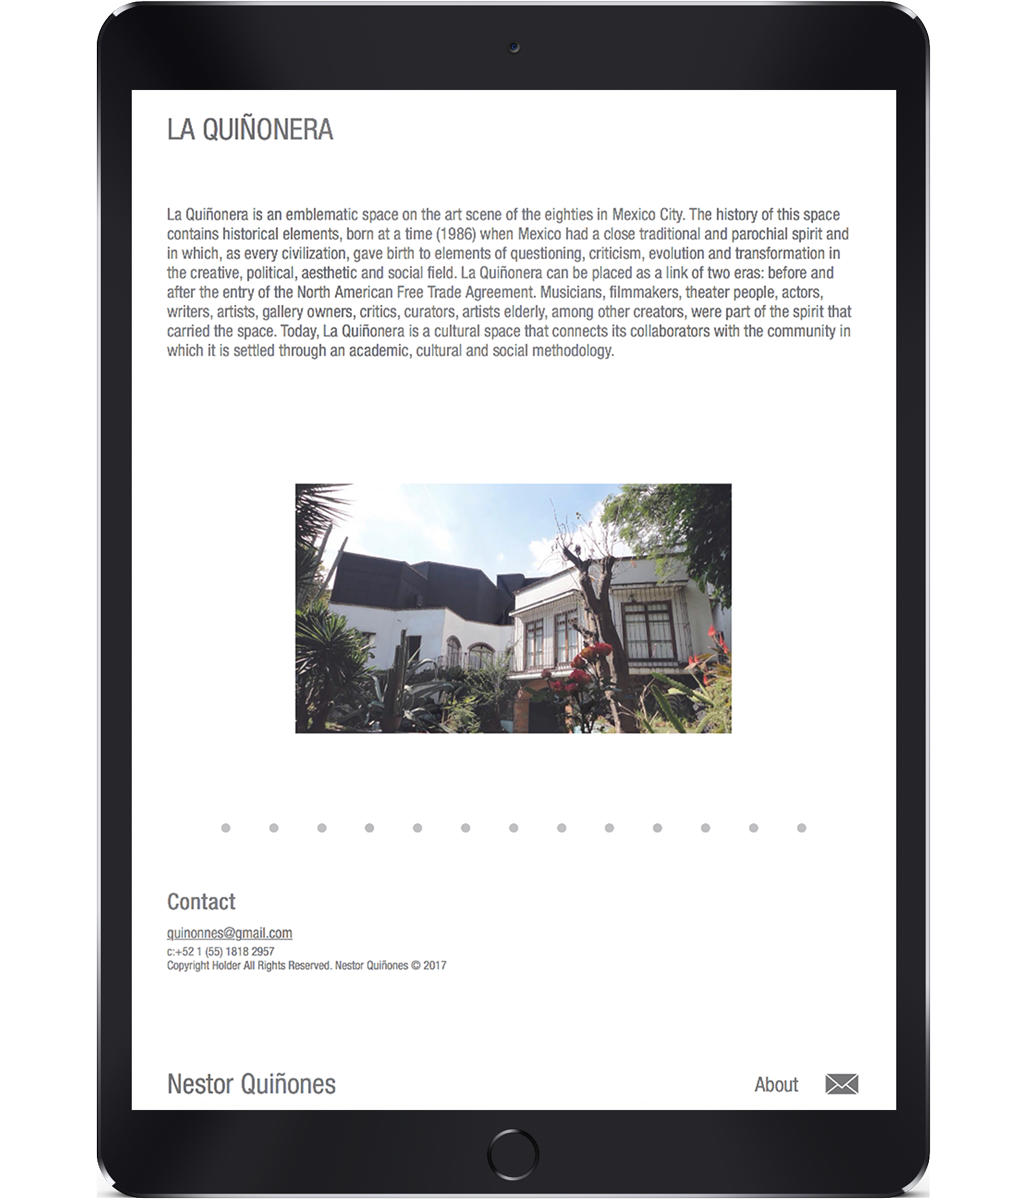 LA QUIÑONERA
La Quiñonera is an emblematic space on the art scene of the eighties in Mexico City. The history of this space
contains historical elements, born at a time (1986) when Mexico had a close traditional and parochial spirit and
in which, as every civilization, gave birth to elements of questioning, criticism, evolution and transformation in
the creative, political, aesthetic and social field. La Quiñonera can be placed as a link of two eras: before and
after the entry of the North American Free Trade Agreement. Musicians, filmmakers, theater people, actors,
writers, artists, gallery owners, critics, curators, artists elderly, among other creators, were part of the spirit that
carried the space. Today, La Quiñonera is a cultural space that connects its collaborators with the community in
which it is settled through an academic, cultural and social methodology.
Contact
quinonnes@gmail.com
c:+52 1 (55) 1818 2957
Copyright Holder All Rights Reserved. Nestor Quiñones © 2017
Nestor Quiñones About